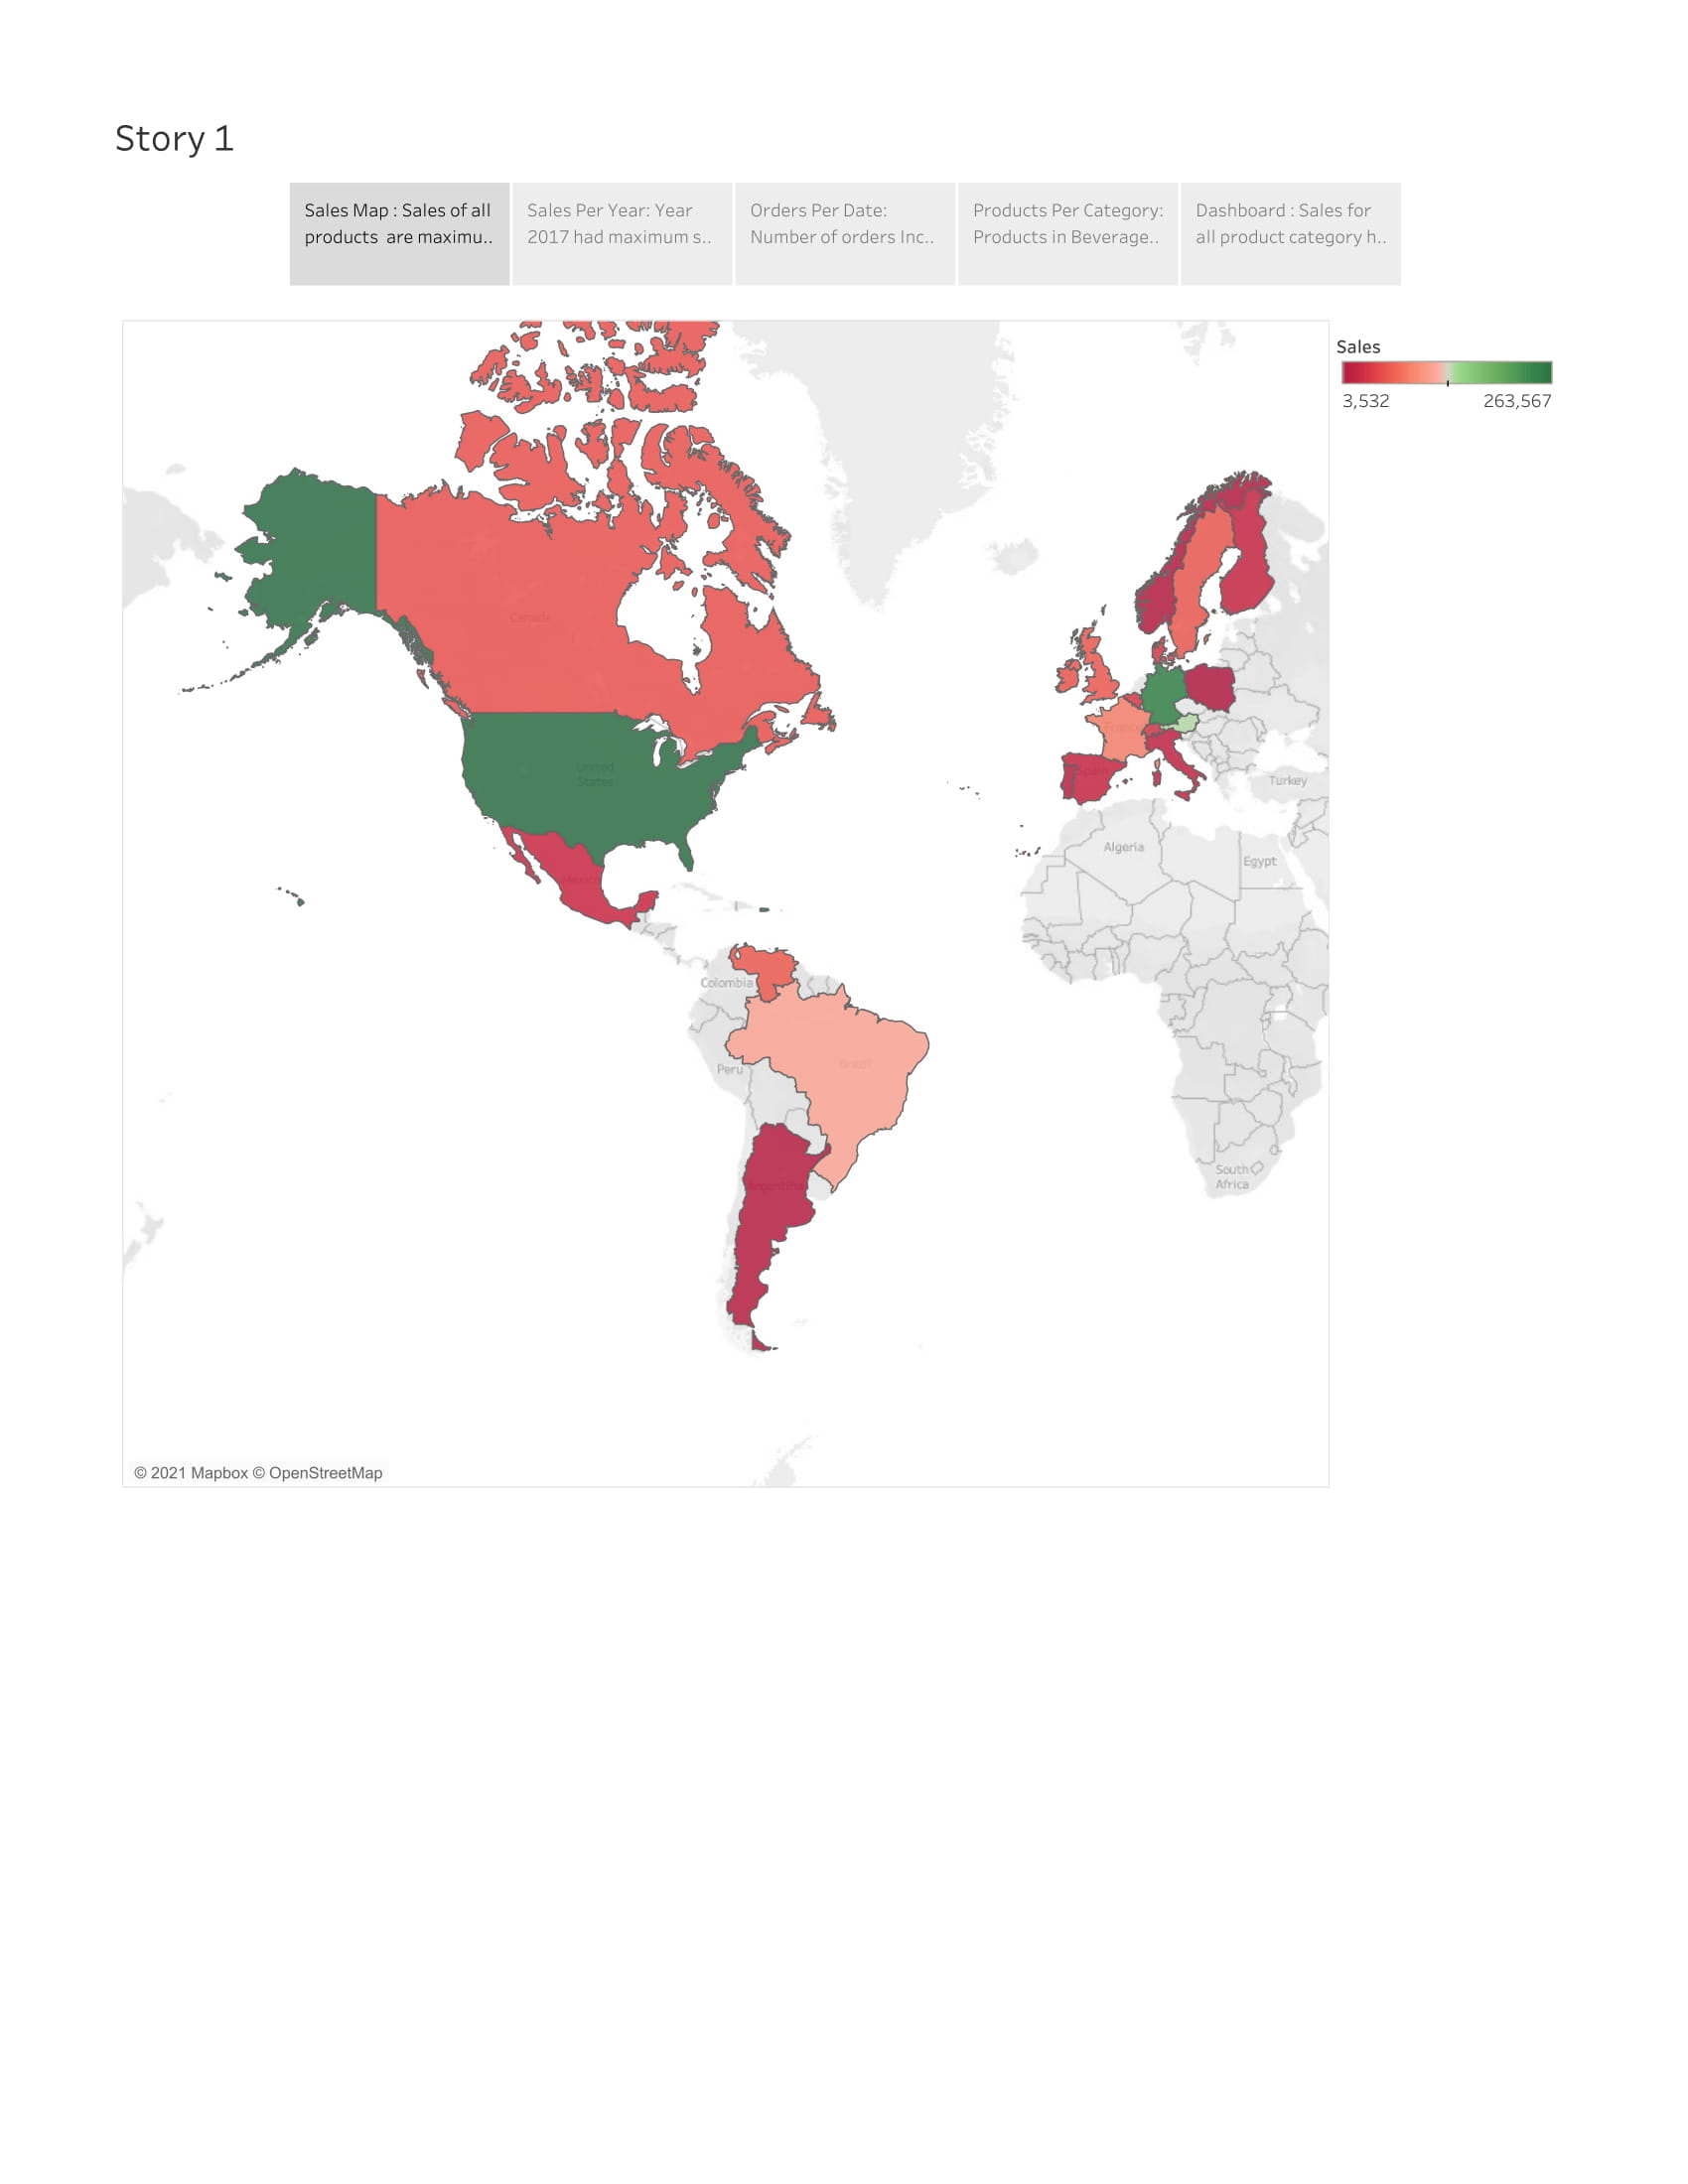 Story 1
Sales Map : Sales of all
products  are maximu..
Sales Per Year: Year
2017 had maximum s..
Orders Per Date:
Number of orders Inc..
Products Per Category:
Products in Beverage..
Dashboard : Sales for
all product category h..
Sales
3,532
263,567
Canada
United
States
Mexico
France
Spain
Turkey
Algeria
Egypt
Colombia
Brazil
Peru
Argentina
South
Africa
© 2021 Mapbox © OpenStreetMap